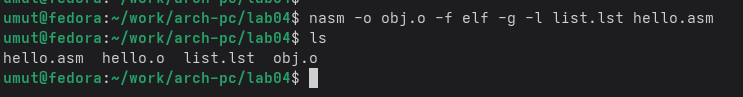 umut@fedora:~/work/arch-pc/lab04$ nasm -o obj.o -f elf -g -l list.lst hello.asm
umut@fedora:~/work/arch-pc/lab04$ ls
hello.asm  hello.o  list.lst  obj.o
umut@fedora:~/work/arch-pc/lab04$